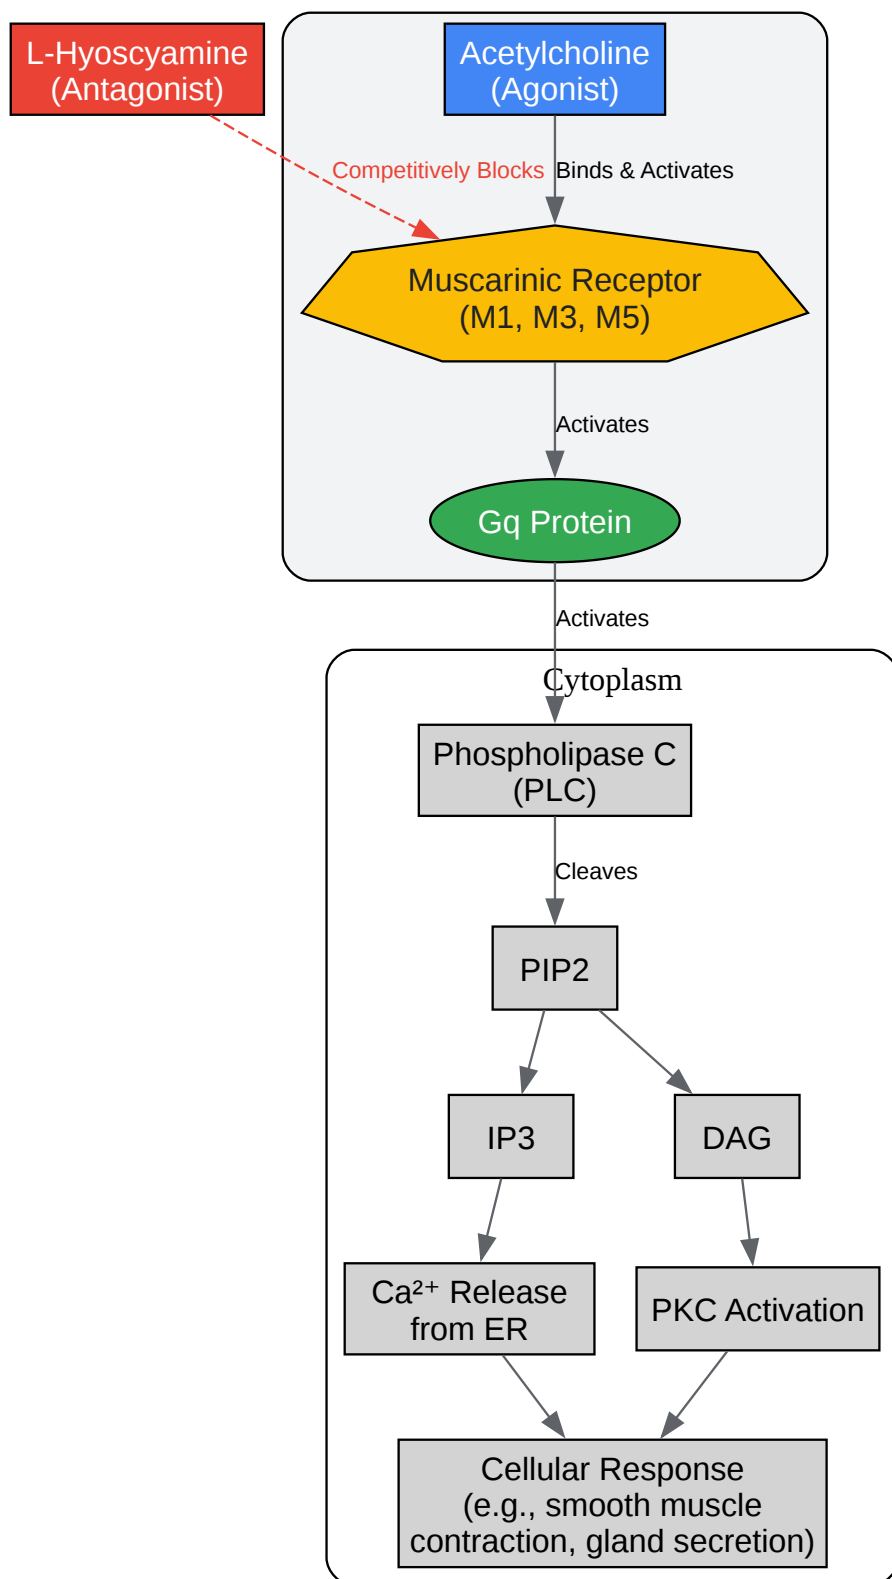 L-Hyoscyamine
(Antagonist)
Acetylcholine
(Agonist)
Competitively Blocks
Binds & Activates
Muscarinic Receptor
(M1, M3, M5)
Activates
Gq Protein
Activates
Cytoplasm
Phospholipase C
(PLC)
Cleaves
PIP2
IP3
DAG
Ca²⁺ Release
from ER
PKC Activation
Cellular Response
(e.g., smooth muscle
contraction, gland secretion)